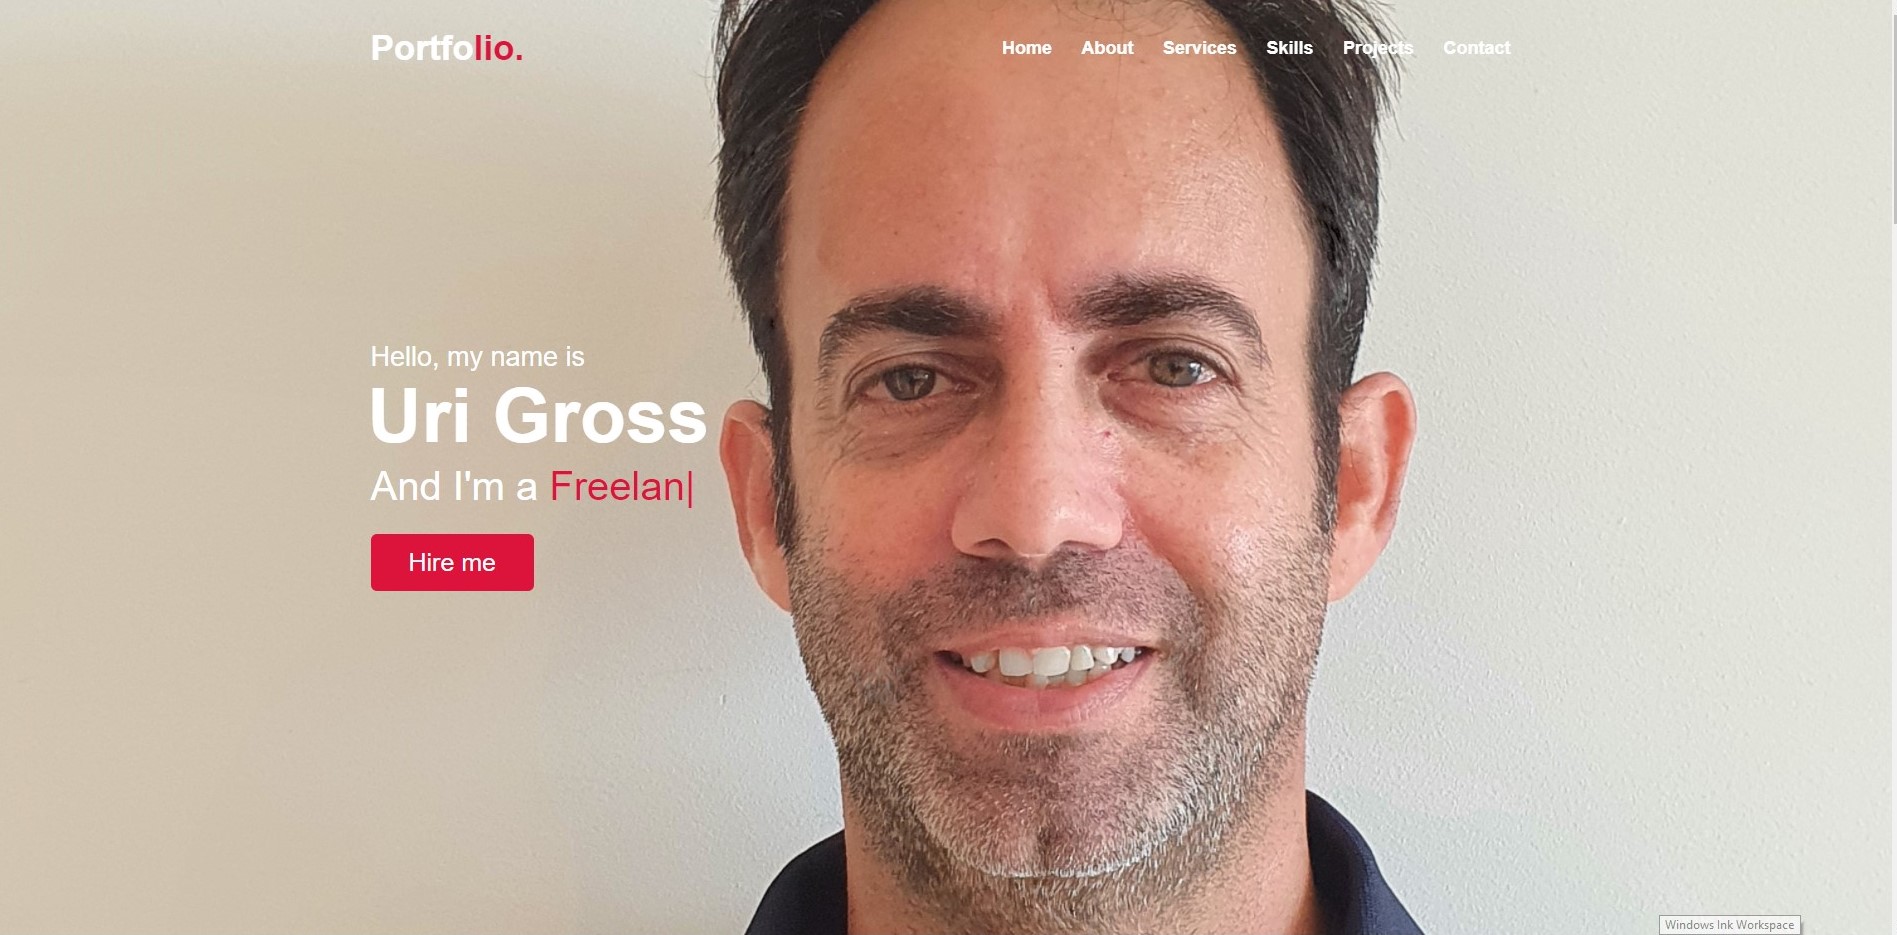 Portfolio.
Home About Services Skills Projects Contact
Hello, my name is
Uri Gross
And I'm a Freelan|
Hire me
Windows Ink Workspace